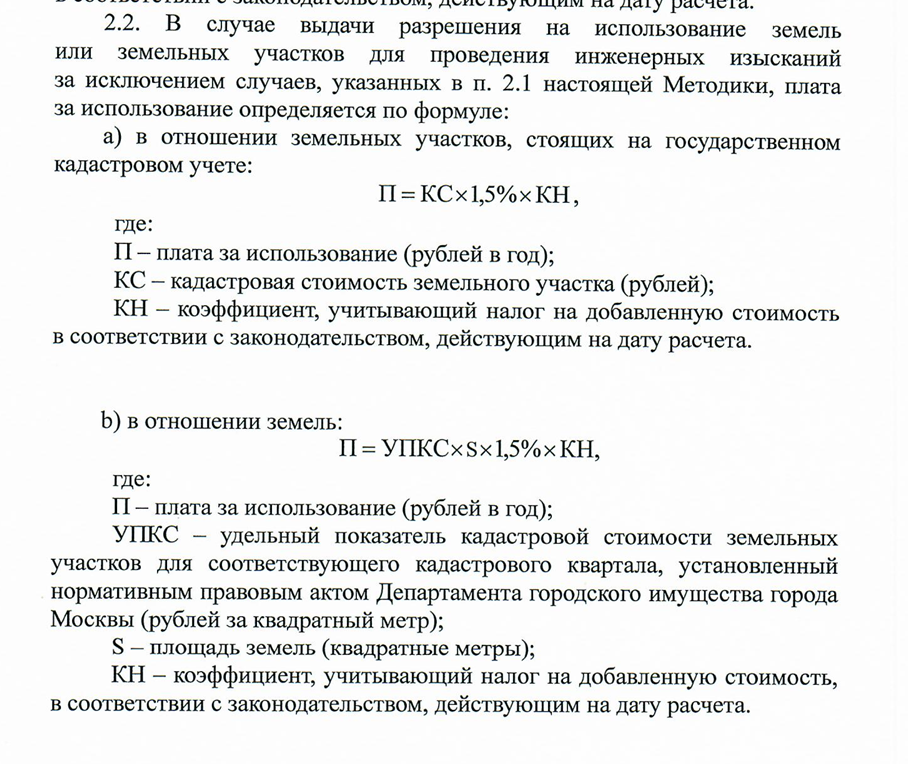 в соответствии с законодательством, действующим на дату расчета.
2.2. В случае выдачи разрешения на использование земель
или земельных участков для проведения инженерных изысканий
за исключением случаев, указанных в п. 2.1 настоящей Методики, плата
за использование определяется по формуле:
а) в отношении земельных участков, стоящих на государственном
кадастровом учете:
П = КС×1,5%×КН,
где:
П – плата за использование (рублей в год);
КС – кадастровая стоимость земельного участка (рублей);
КН – коэффициент, учитывающий налог на добавленную стоимость
в соответствии с законодательством, действующим на дату расчета.
b) в отношении земель:
П = УПКС×S×1,5%×КН,
где:
П – плата за использование (рублей в год);
УПКС – удельный показатель кадастровой стоимости земельных
участков для соответствующего кадастрового квартала, установленный
нормативным правовым актом Департамента городского имущества города
Москвы (рублей за квадратный метр);
S – площадь земель (квадратные метры);
КН – коэффициент, учитывающий налог на добавленную стоимость,
в соответствии с законодательством, действующим на дату расчета.